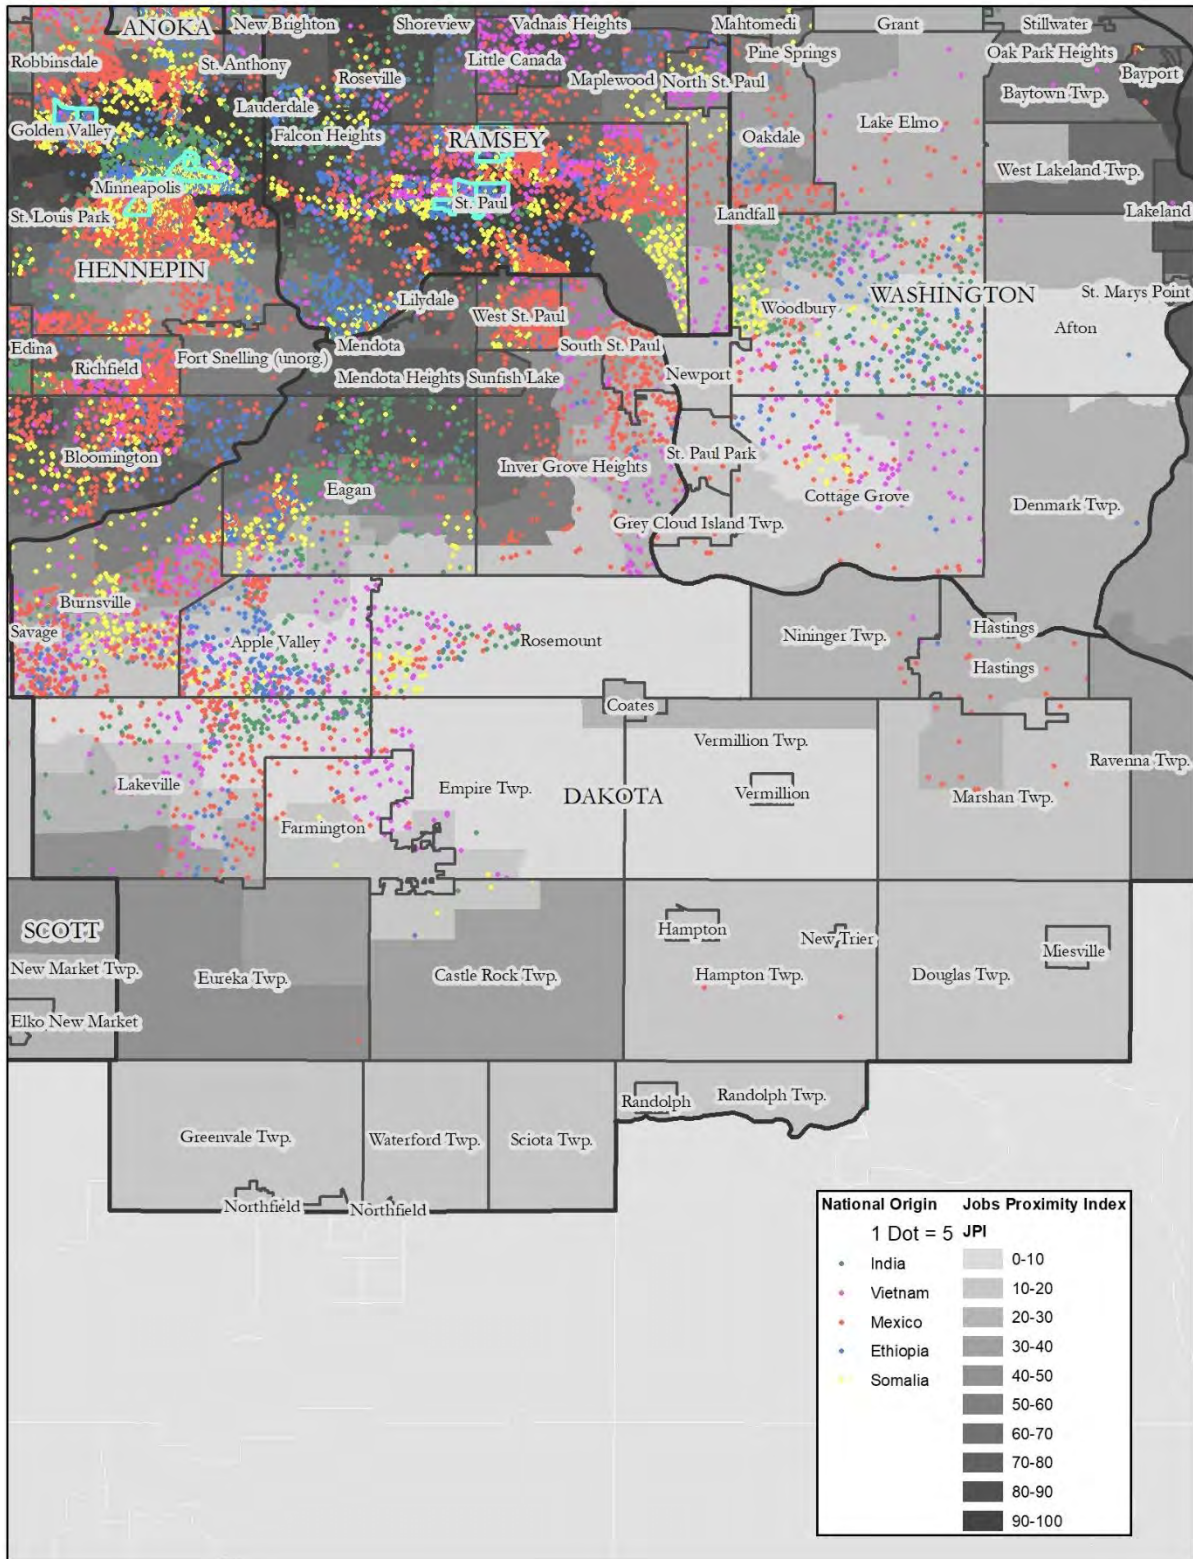 ANOKA
New Brighton
Shoreview
Vadnais Heights
Mahtomedi
Grant
Stillwater
Robbinsdale
St. Anthony
Roseville
Little Canada
Maplewood
North St. Paul
Pine Springs
Oak Park Heights
Bayport
Baytown Twp.
Golden Valley
Lauderdale
Falcon Heights
RAMSEY
Oakdale
Lake Elmo
West Lakeland Twp.
Minneapolis
St. Paul
St. Louis Park
Landfall
Lakeland
HENNEPIN
Lilydale
Woodbury
WASHINGTON
St. Marys Point
West St. Paul
Afton
Edina
Richfield
Fort Snelling (unorg.)
Mendota
South St. Paul
Mendota Heights
Sunfish Lake
Newport
Bloomington
Inver Grove Heights
St. Paul Park
Eagan
Cottage Grove
Denmark Twp.
Grey Cloud Island Twp.
Burnsville
Savage
Apple Valley
Rosemount
Nininger Twp.
Hastings
Hastings
Coates
Vermillion Twp.
Ravenna Twp.
Lakeville
Empire Twp.
DAKOTA
Vermillion
Marshan Twp.
Farmington
SCOTT
Hampton
New Trier
Miesville
New Market Twp.
Eureka Twp.
Castle Rock Twp.
Hampton Twp.
Douglas Twp.
Elko New Market
Randolph
Randolph Twp.
Greenvale Twp.
Waterford Twp.
Sciota Twp.
Northfield
Northfield
National Origin
1 Dot = 5
India
Vietnam
Mexico
Ethiopia
Somalia
Jobs Proximity Index
JPI
0-10
10-20
20-30
30-40
40-50
50-60
60-70
70-80
80-90
90-100